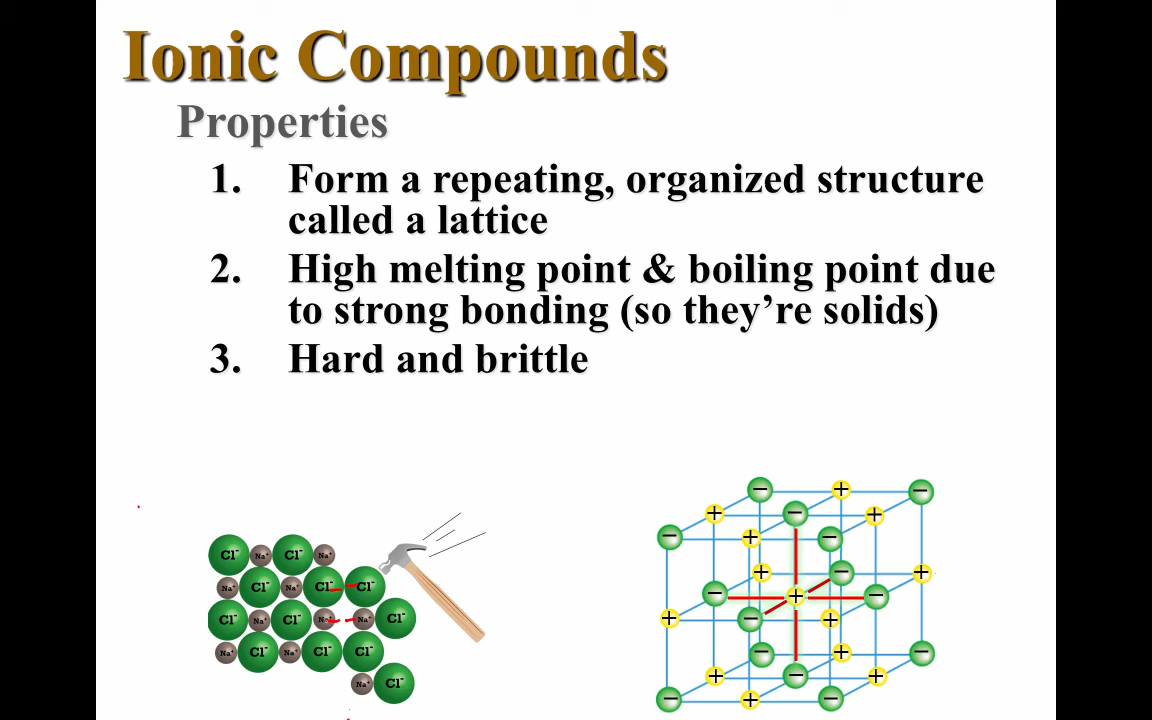 Ionic Compounds
Properties
1. Form a repeating, organized structure
called a lattice
2. High melting point & boiling point due
to strong bonding (so they’re solids)
3. Hard and brittle
Cl⁻ Na⁺ Cl⁻ Na⁺
Na⁺ Cl⁻ Na⁺ Cl⁻ Cl⁻
Cl⁻ Na⁺ Cl⁻ Na⁺ Na⁺ Cl⁻
Na⁺ Cl⁻ Na⁺ Cl⁻ Cl⁻
Na⁺ Cl⁻
− + −
+ − +
− + −
− +
+ − + − +
+ − +
− + −
+ − +
− + −